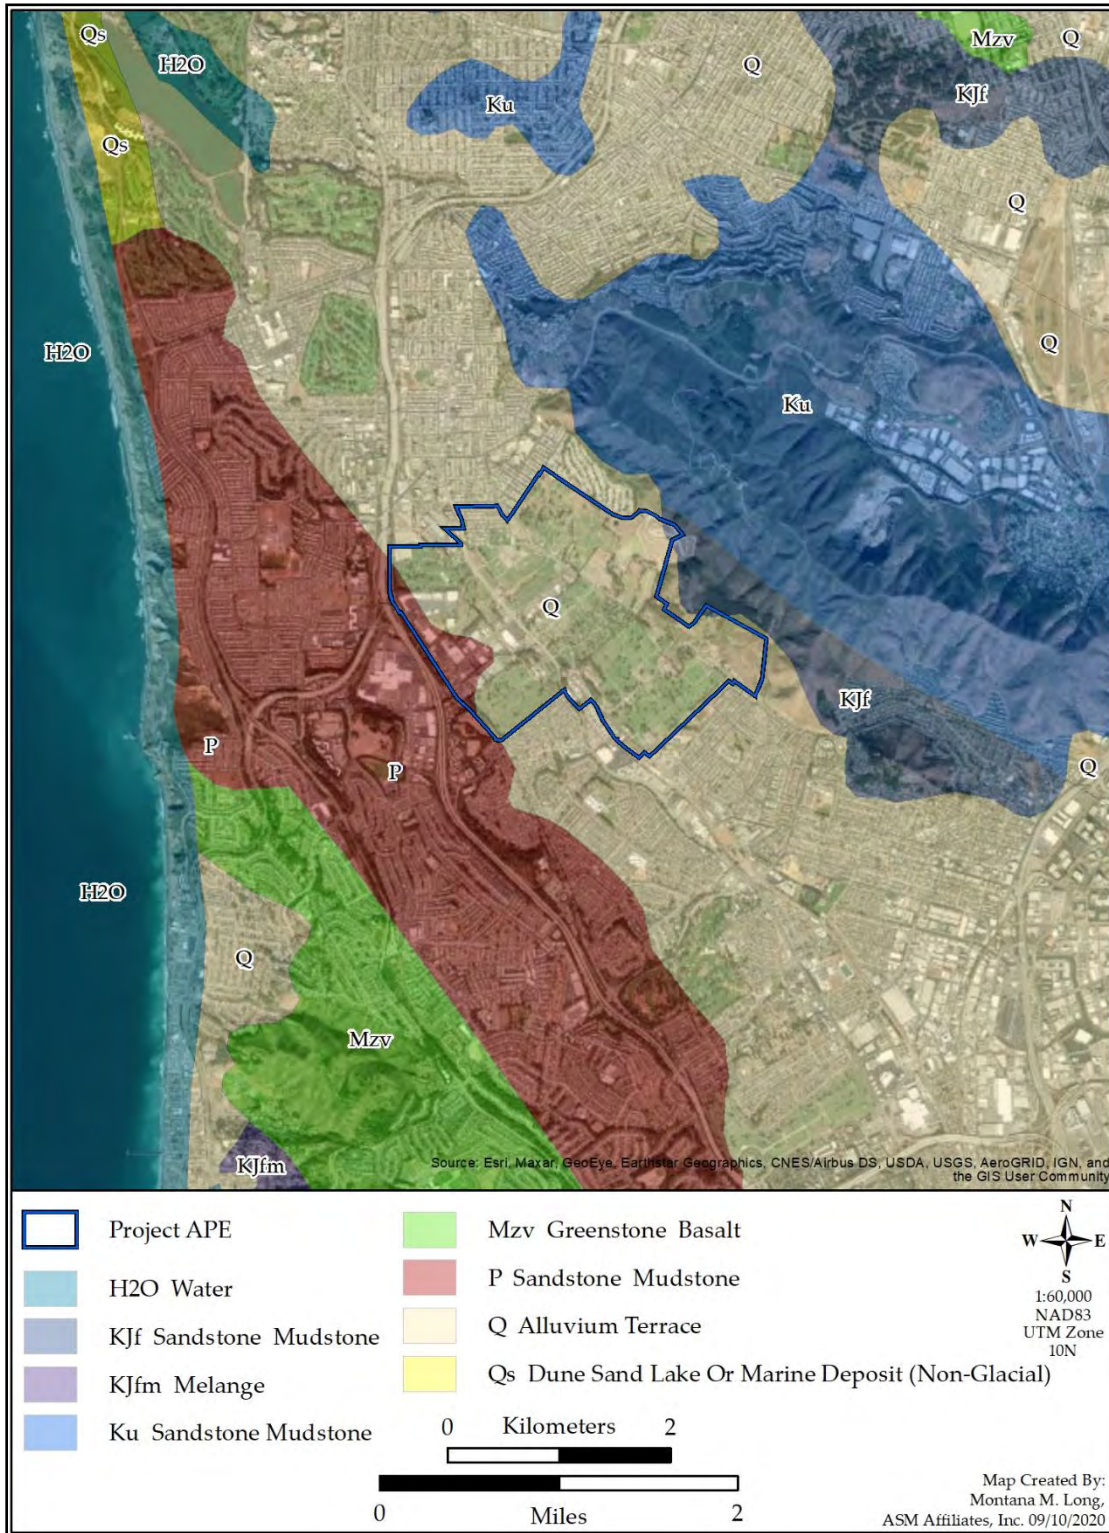 Qs
H2O
Mzv
Q
Q
Ku
KJf
Qs
Q
H2O
Q
Ku
Q
KJf
P
P
Q
H2O
Q
Mzv
KJfm
Source: Esri, Maxar, GeoEye, Earthstar Geographics, CNES/Airbus DS, USDA, USGS, AeroGRID, IGN, and
the GIS User Community
Project APE
H2O Water
KJf Sandstone Mudstone
KJfm Melange
Ku Sandstone Mudstone
Mzv Greenstone Basalt
P Sandstone Mudstone
Q Alluvium Terrace
Qs Dune Sand Lake Or Marine Deposit (Non-Glacial)
N
W E
S
1:60,000
NAD83
UTM Zone
10N
0 Kilometers 2
0 Miles 2
Map Created By:
Montana M. Long,
ASM Affiliates, Inc. 09/10/2020